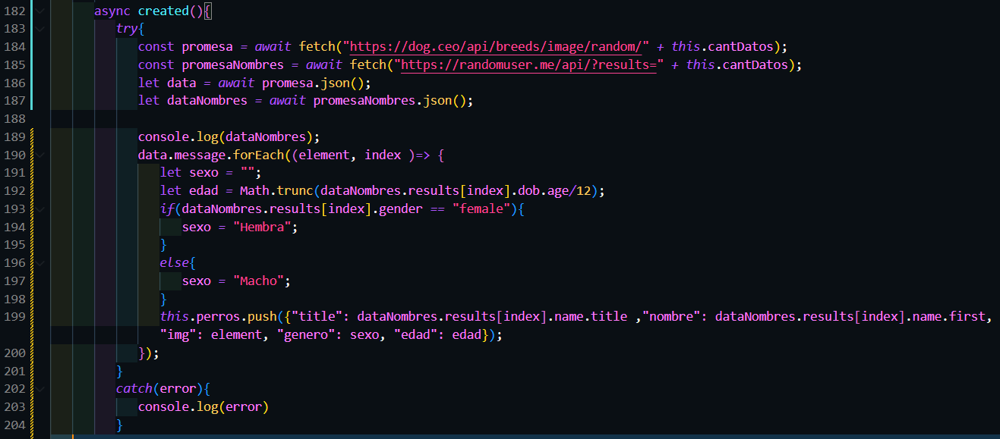 182 async created(){
183 try{
184 const promesa = await fetch("https://dog.ceo/api/breeds/image/random/" + this.cantDatos);
185 const promesaNombres = await fetch("https://randomuser.me/api/?results=" + this.cantDatos);
186 let data = await promesa.json();
187 let dataNombres = await promesaNombres.json();
188
189 console.log(dataNombres);
190 data.message.forEach((element, index )=> {
191 let sexo = "";
192 let edad = Math.trunc(dataNombres.results[index].dob.age/12);
193 if(dataNombres.results[index].gender == "female"){
194 sexo = "Hembra";
195 }
196 else{
197 sexo = "Macho";
198 }
199 this.perros.push({"title": dataNombres.results[index].name.title ,"nombre": dataNombres.results[index].name.first,
"img": element, "genero": sexo, "edad": edad});
200 });
201 }
202 catch(error){
203 console.log(error)
204 }